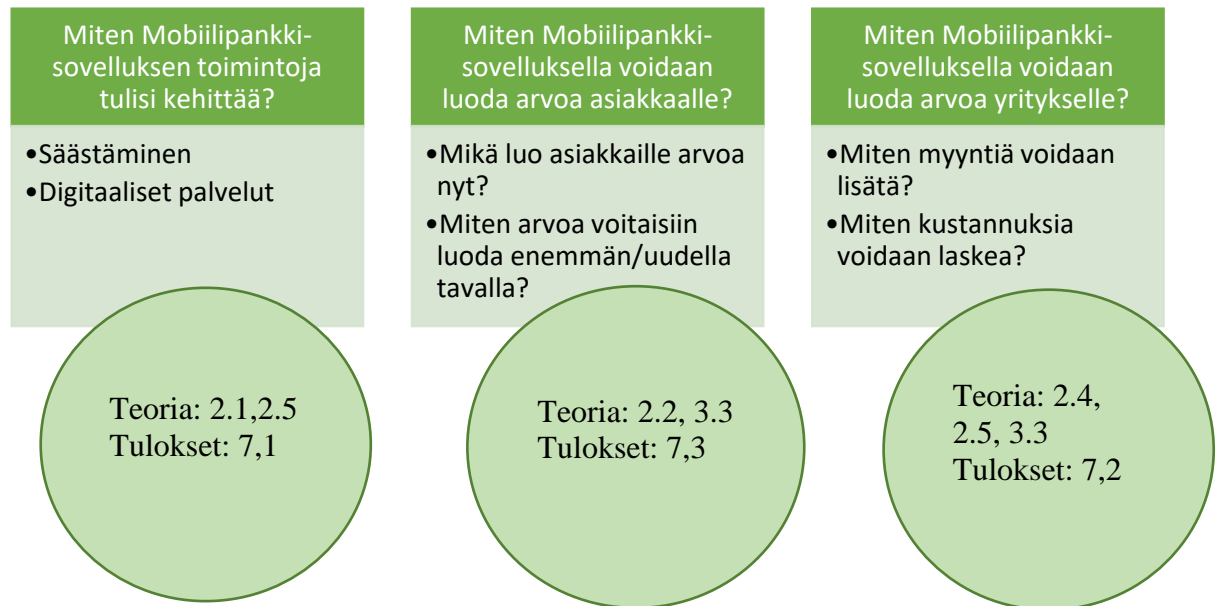 Miten Mobiilipankki-
sovelluksen toimintoja
tulisi kehittää?
•Säästäminen
•Digitaaliset palvelut
Teoria: 2.1,2.5
Tulokset: 7,1
Miten Mobiilipankki-
sovelluksella voidaan
luoda arvoa asiakkaalle?
•Mikä luo asiakkaille arvoa
nyt?
•Miten arvoa voitaisiin
luoda enemmän/uudella
tavalla?
Teoria: 2.2, 3.3
Tulokset: 7,3
Miten Mobiilipankki-
sovelluksella voidaan
luoda arvoa yritykselle?
•Miten myyntiä voidaan
lisätä?
•Miten kustannuksia
voidaan laskea?
Teoria: 2.4,
2.5, 3.3
Tulokset: 7,2